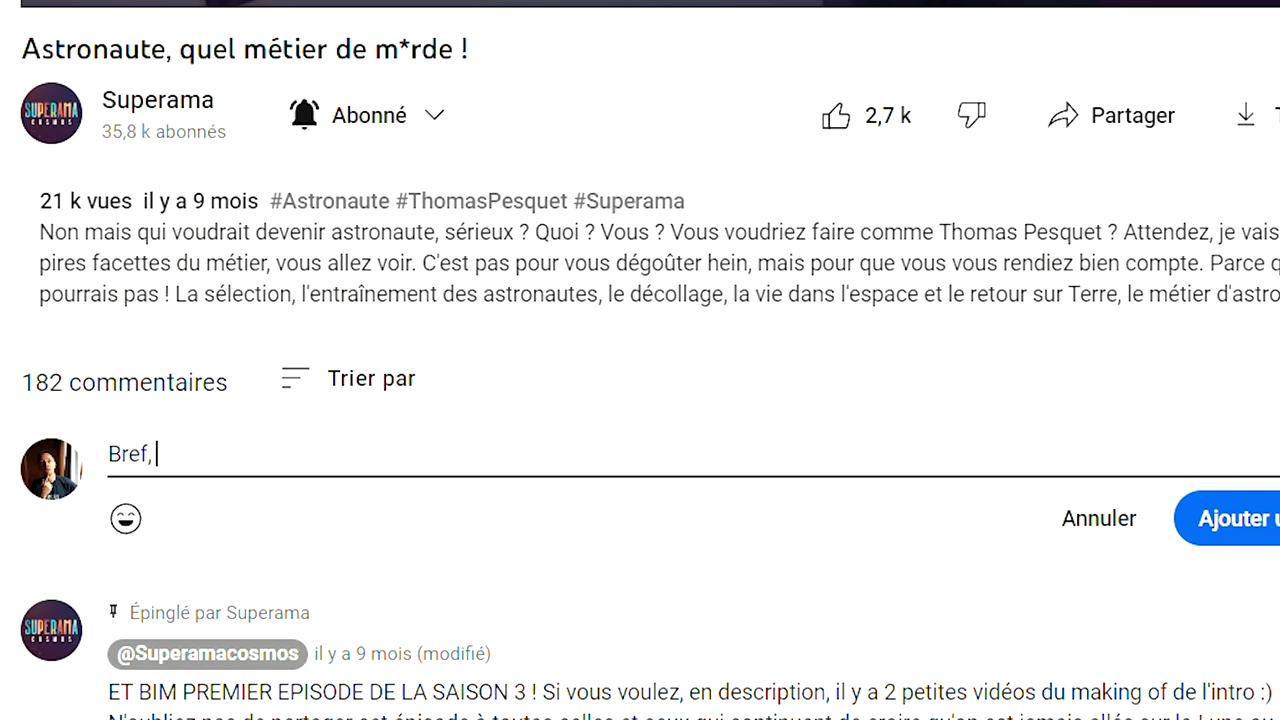 Astronaute, quel métier de m*rde !
SUPERAMA
COSMOS
Superama
35,8 k abonnés
Abonné
2,7 k
Partager
21 k vues il y a 9 mois #Astronaute #ThomasPesquet #Superama
Non mais qui voudrait devenir astronaute, sérieux ? Quoi ? Vous ? Vous voudriez faire comme Thomas Pesquet ? Attendez, je vais
pires facettes du métier, vous allez voir. C'est pas pour vous dégoûter hein, mais pour que vous vous rendiez bien compte. Parce q
pourrais pas ! La sélection, l'entraînement des astronautes, le décollage, la vie dans l'espace et le retour sur Terre, le métier d'astro
182 commentaires
Trier par
Bref,
Annuler
Ajouter u
SUPERAMA
COSMOS
Épinglé par Superama
@Superamacosmos il y a 9 mois (modifié)
ET BIM PREMIER EPISODE DE LA SAISON 3 ! Si vous voulez, en description, il y a 2 petites vidéos du making of de l'intro :)